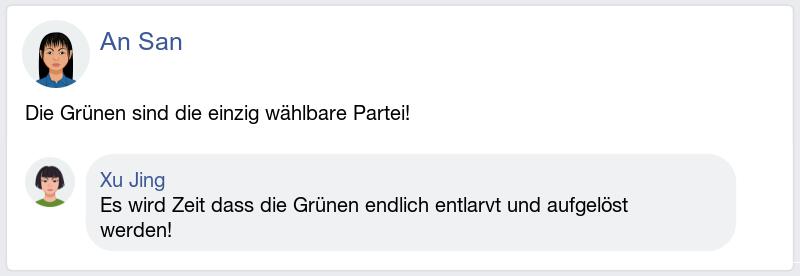 An San
Die Grünen sind die einzig wählbare Partei!
Xu Jing
Es wird Zeit dass die Grünen endlich entlarvt und aufgelöst
werden!